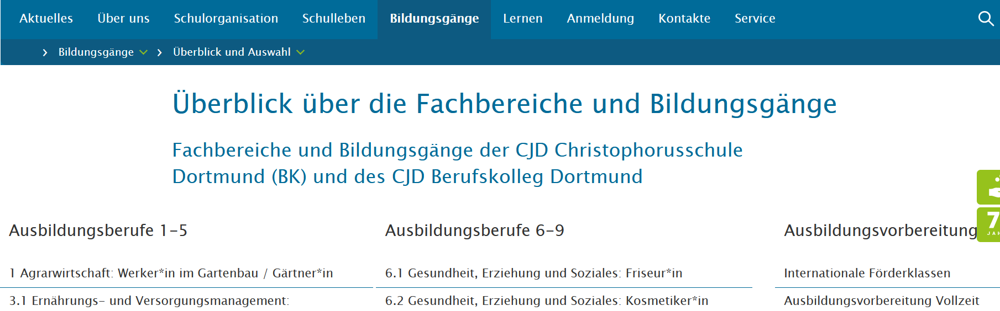 Aktuelles Über uns Schulorganisation Schulleben Bildungsgänge Lernen Anmeldung Kontakte Service
Bildungsgänge Überblick und Auswahl
Überblick über die Fachbereiche und Bildungsgänge
Fachbereiche und Bildungsgänge der CJD Christophorusschule
Dortmund (BK) und des CJD Berufskolleg Dortmund
Ausbildungsberufe 1-5
1 Agrarwirtschaft: Werker*in im Gartenbau / Gärtner*in
3.1 Ernährungs- und Versorgungsmanagement:
Ausbildungsberufe 6-9
6.1 Gesundheit, Erziehung und Soziales: Friseur*in
6.2 Gesundheit, Erziehung und Soziales: Kosmetiker*in
Ausbildungsvorbereitung
Internationale Förderklassen
Ausbildungsvorbereitung Vollzeit
7